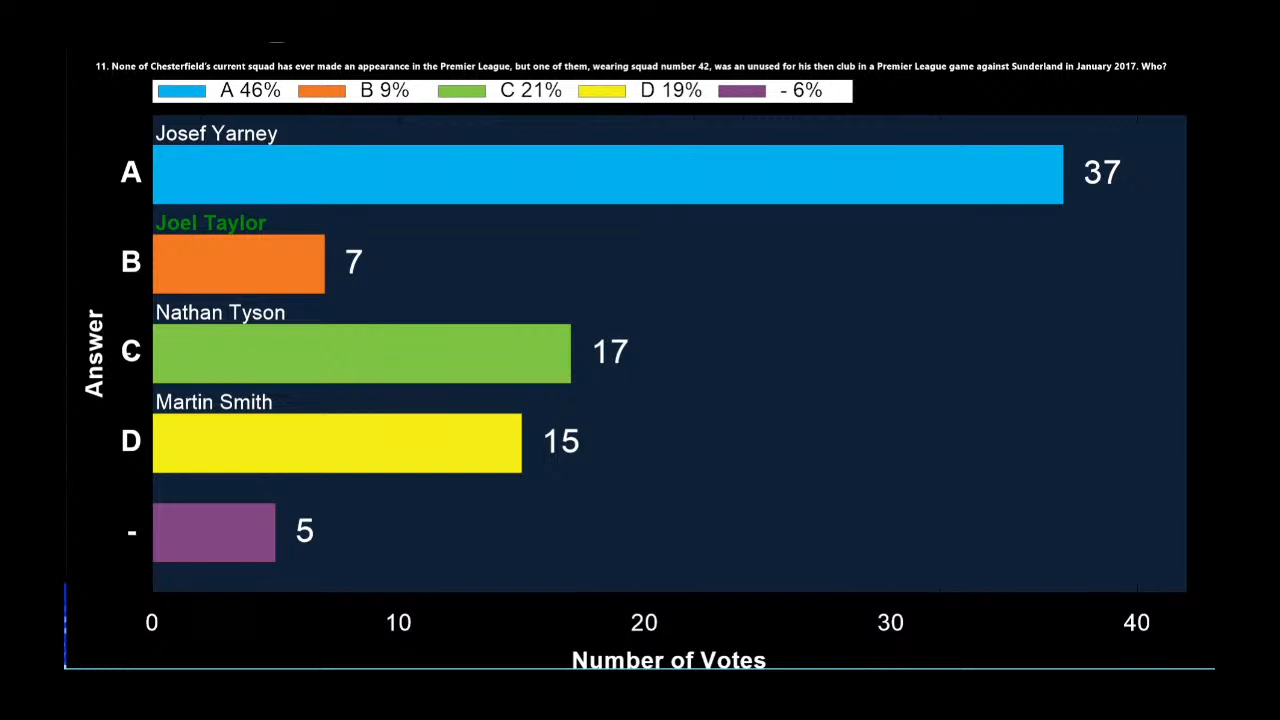 11. None of Chesterfield's current squad has ever made an appearance in the Premier League, but one of them, wearing squad number 42, was an unused for his then club in a Premier League game against Sunderland in January 2017. Who?
A 46% B 9% C 21% D 19% - 6%
Josef Yarney
A 37
Joel Taylor
B 7
Nathan Tyson
C 17
Martin Smith
D 15
- 5
Answer
0 10 20 30 40
Number of Votes